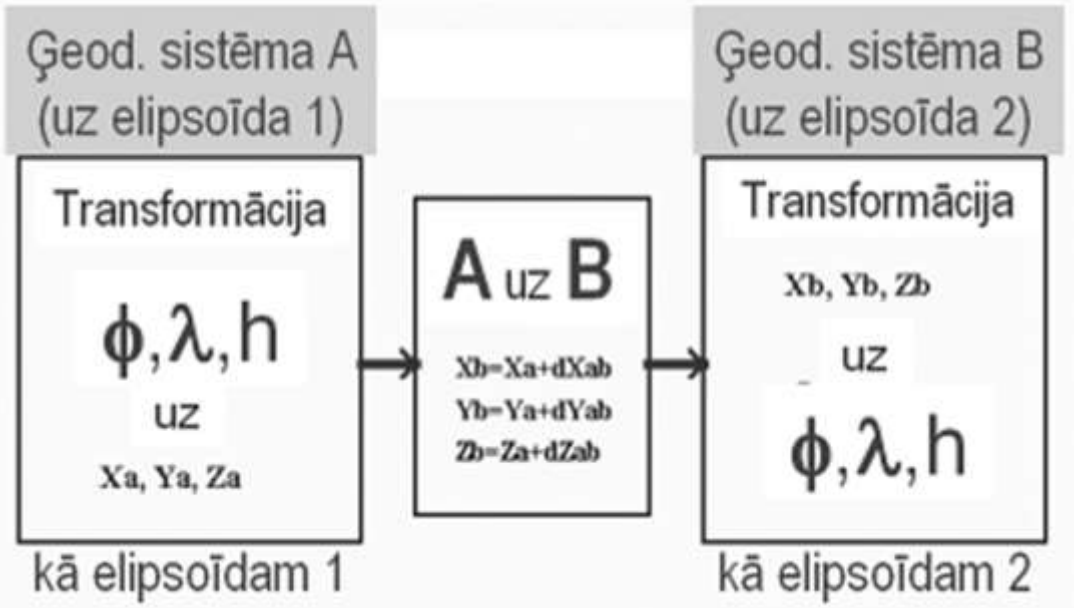 Ģeod. sistēma A
(uz elipsoīda 1)
Transformācija
ϕ,λ,h
uz
Xa, Ya, Za
kā elipsoīdam 1
A uz B
Xb=Xa+dXab
Yb=Ya+dYab
Zb=Za+dZab
Ģeod. sistēma B
(uz elipsoīda 2)
Transformācija
Xb, Yb, Zb
uz
ϕ,λ,h
kā elipsoīdam 2